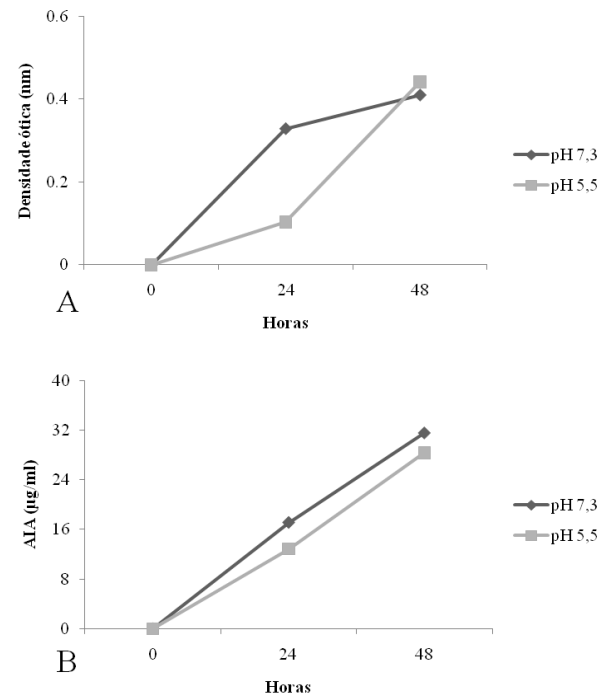 0.6
0.4
0.2
0
Densidade ótica (nm)
0 24 48
Horas
A
pH 7,3
pH 5,5
40
32
24
16
8
0
AIA (µg/ml)
0 24 48
Horas
B
pH 7,3
pH 5,5